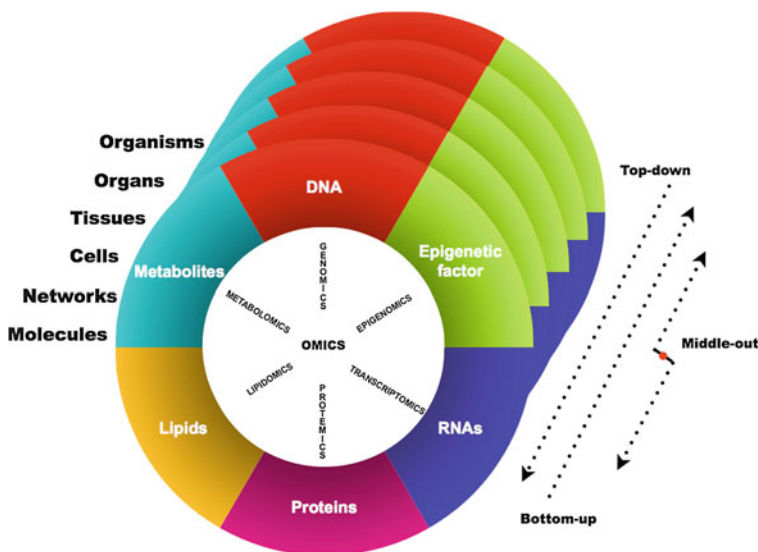 Organisms
Organs
Tissues
Cells
Networks
Molecules
DNA
Metabolites
Epigenetic
factor
Lipids
RNAs
Proteins
GENOMICS
METABOLOMICS
EPIGENOMICS
OMICS
LIPIDOMICS
TRANSCRIPTOMICS
PROTEMICS
Top-down
Middle-out
Bottom-up